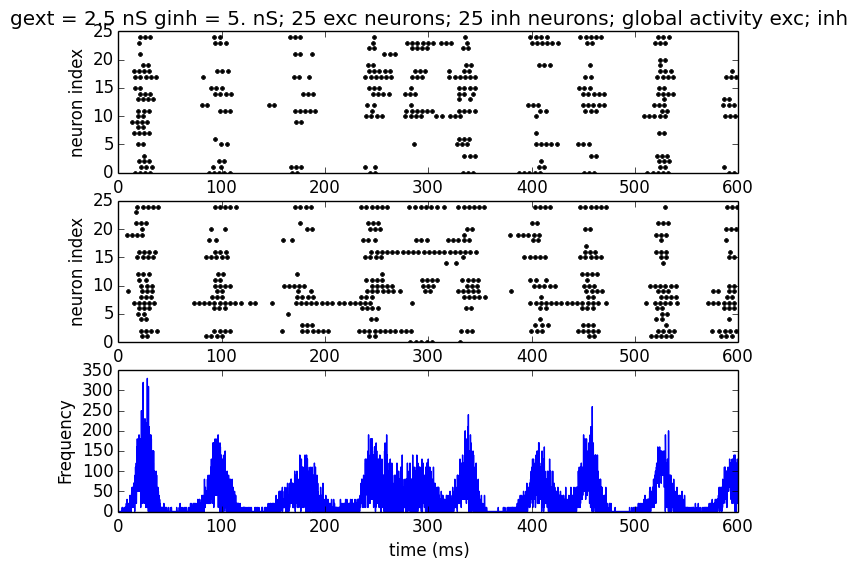 gext = 2.5 nS ginh = 5. nS; 25 exc neurons; 25 inh neurons; global activity exc; inh
25
20
15
10
5
0
neuron index
0 100 200 300 400 500 600
25
20
15
10
5
0
neuron index
0 100 200 300 400 500 600
350
300
250
200
150
100
50
0
Frequency
0 100 200 300 400 500 600
time (ms)